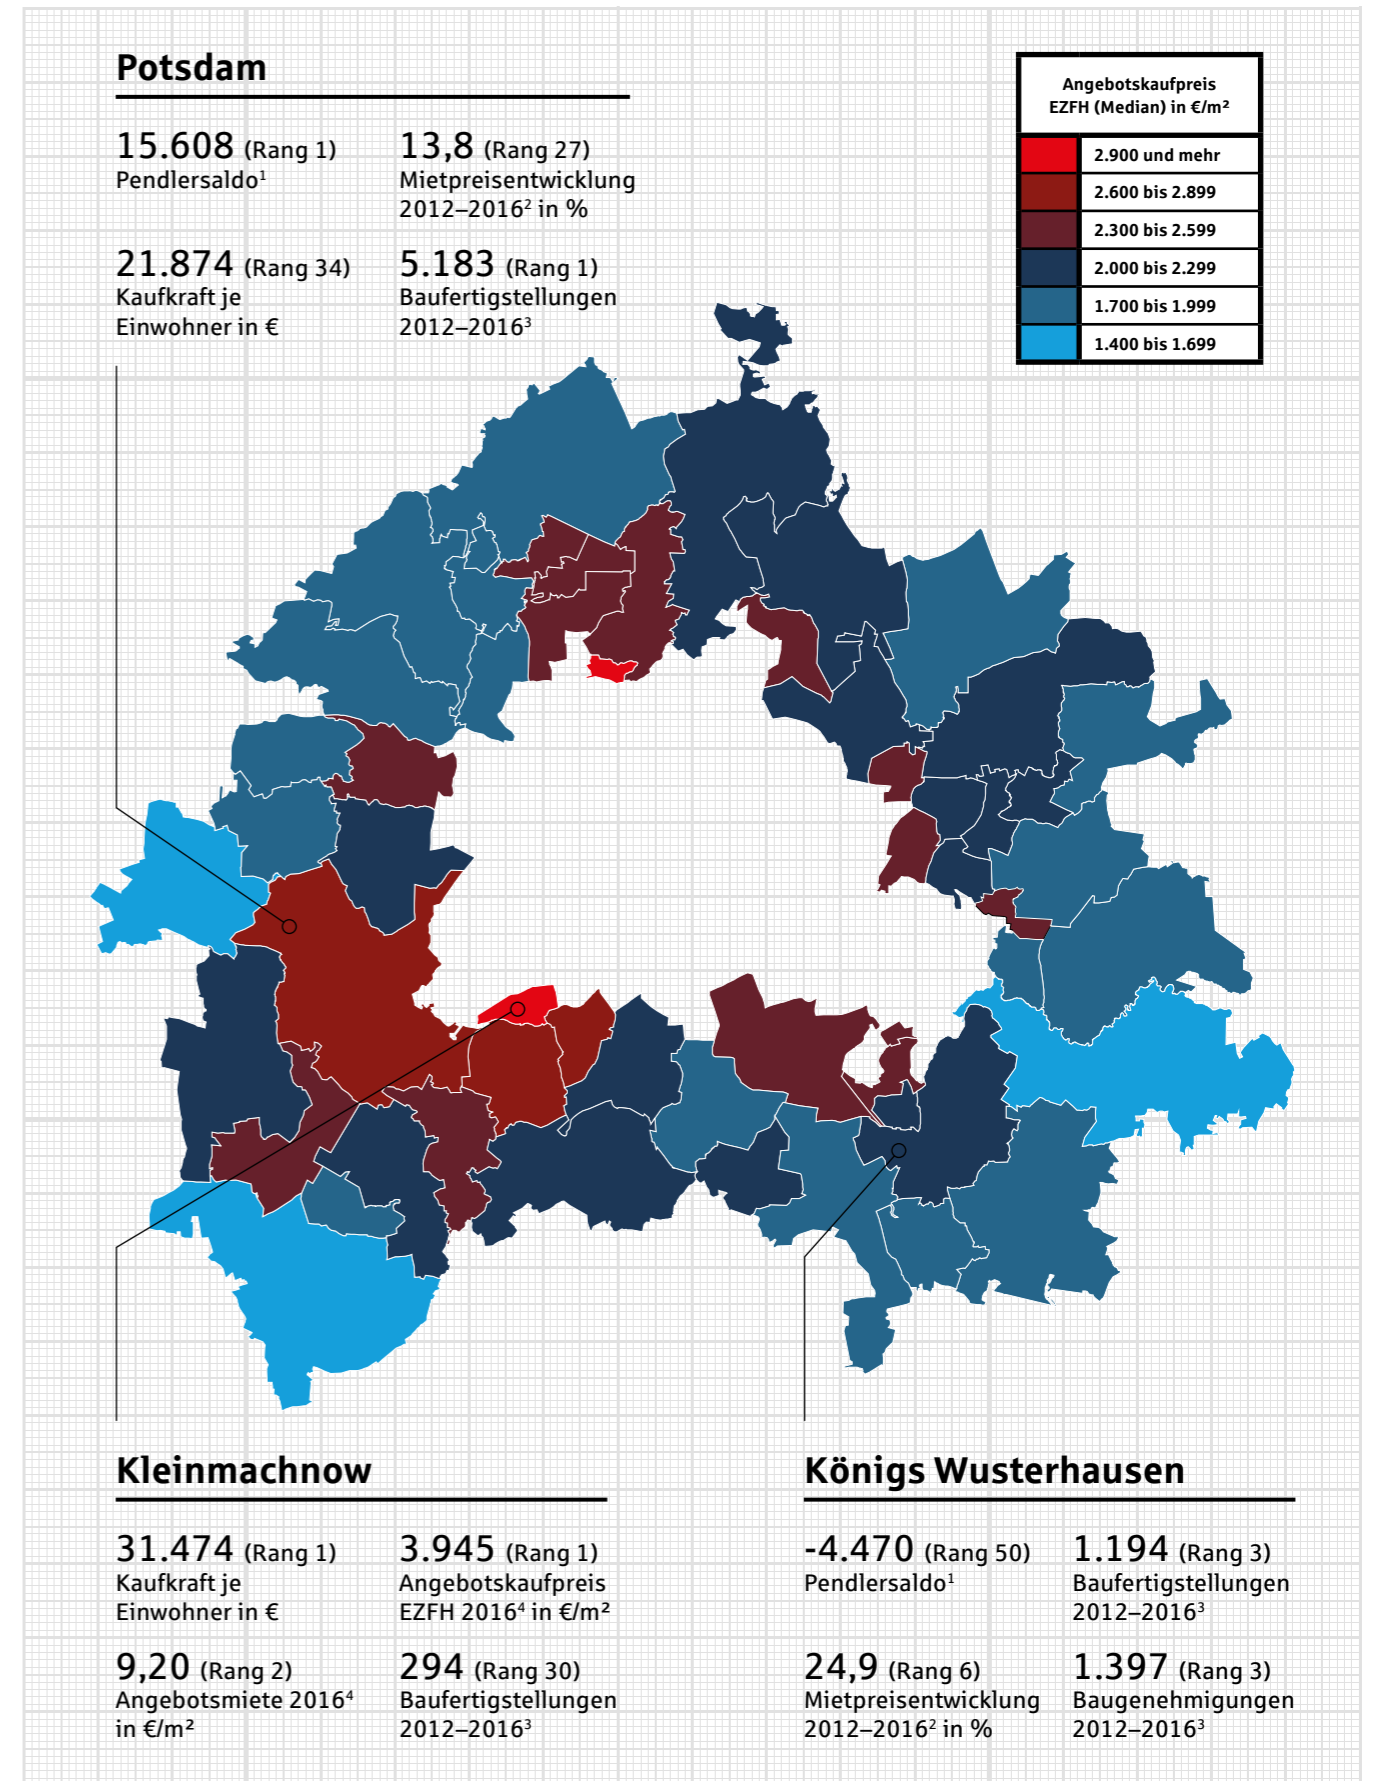 Potsdam
15.608 (Rang 1)
Pendlersaldo¹
13,8 (Rang 27)
Mietpreisentwicklung
2012–2016² in %
21.874 (Rang 34)
Kaufkraft je
Einwohner in €
5.183 (Rang 1)
Baufertigstellungen
2012–2016³
Angebotskaufpreis
EZFH (Median) in €/m²
2.900 und mehr
2.600 bis 2.899
2.300 bis 2.599
2.000 bis 2.299
1.700 bis 1.999
1.400 bis 1.699
Kleinmachnow
31.474 (Rang 1)
Kaufkraft je
Einwohner in €
3.945 (Rang 1)
Angebotskaufpreis
EZFH 2016⁴ in €/m²
9,20 (Rang 2)
Angebotsmiete 2016⁴
in €/m²
294 (Rang 30)
Baufertigstellungen
2012–2016³
Königs Wusterhausen
-4.470 (Rang 50)
Pendlersaldo¹
1.194 (Rang 3)
Baufertigstellungen
2012–2016³
24,9 (Rang 6)
Mietpreisentwicklung
2012–2016² in %
1.397 (Rang 3)
Baugenehmigungen
2012–2016³